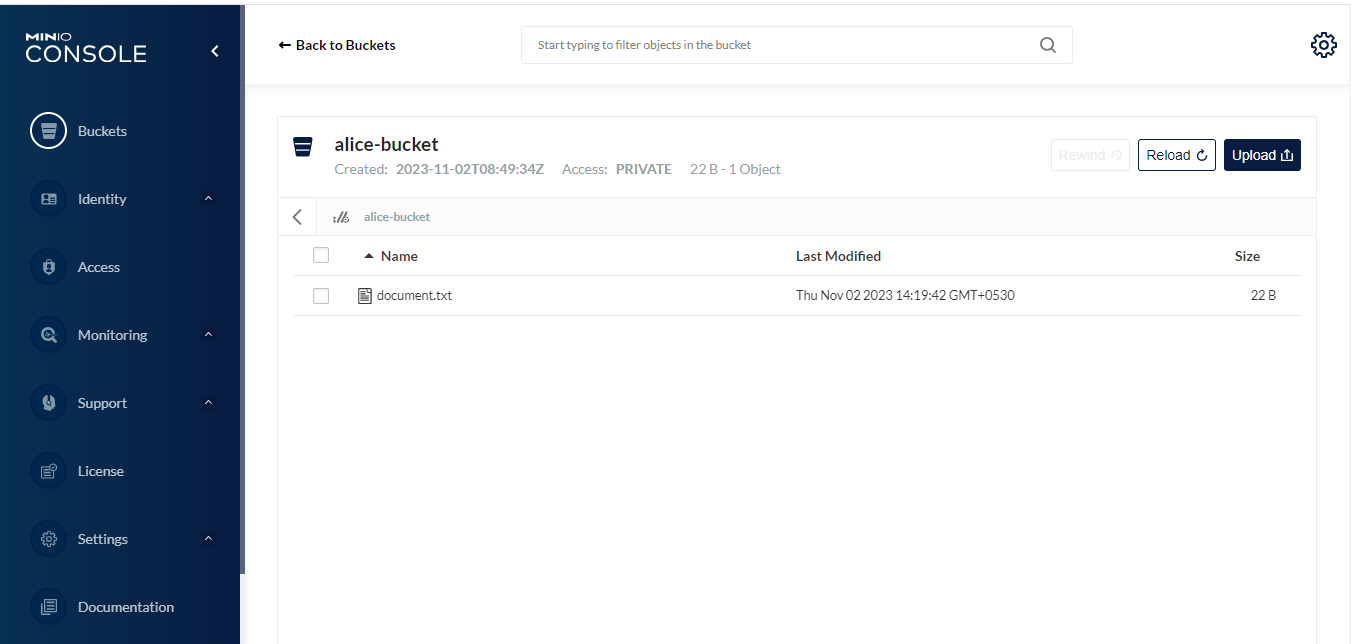 MINIO
CONSOLE
Buckets
Identity
Access
Monitoring
Support
License
Settings
Documentation
← Back to Buckets
Start typing to filter objects in the bucket
alice-bucket
Created: 2023-11-02T08:49:34Z Access: PRIVATE 22 B - 1 Object
Rewind Reload Upload
alice-bucket
Name Last Modified Size
document.txt Thu Nov 02 2023 14:19:42 GMT+0530 22 B